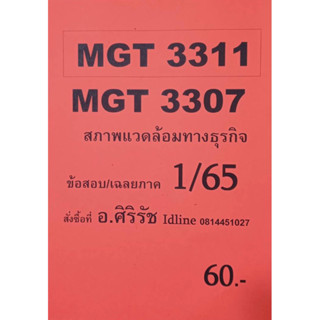 MGT 3311
MGT 3307
สภาพแวดล้อมทางธุรกิจ
ข้อสอบ/เฉลยภาค 1/65
สั่งซื้อที่ อ.ศิริรัช Idline 0814451027
60.-